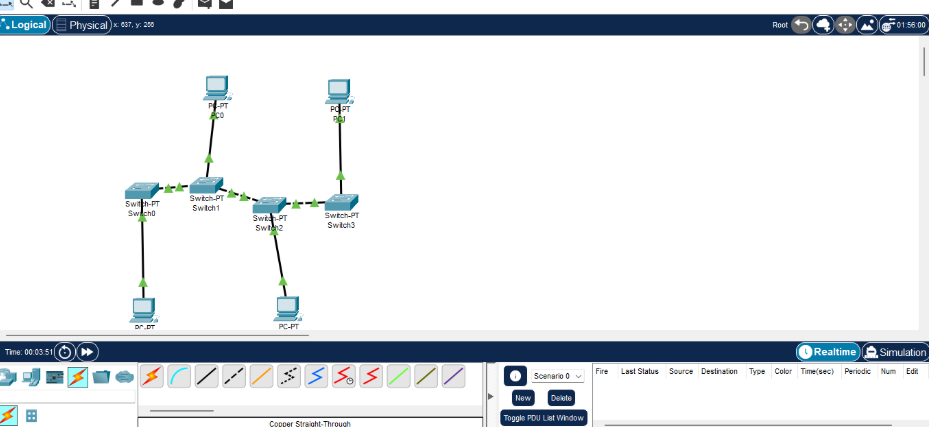 Logical Physical x: 637, y: 256 Root 01:56:00
PC-PT
PC0
PC-PT
PC1
Switch-PT
Switch0
Switch-PT
Switch1
Switch-PT
Switch2
Switch-PT
Switch3
PC-PT
PC-PT
Time: 00:03:51 Realtime Simulation
Scenario 0
New Delete
Toggle PDU List Window
Fire Last Status Source Destination Type Color Time(sec) Periodic Num Edit
Copper Straight-Through